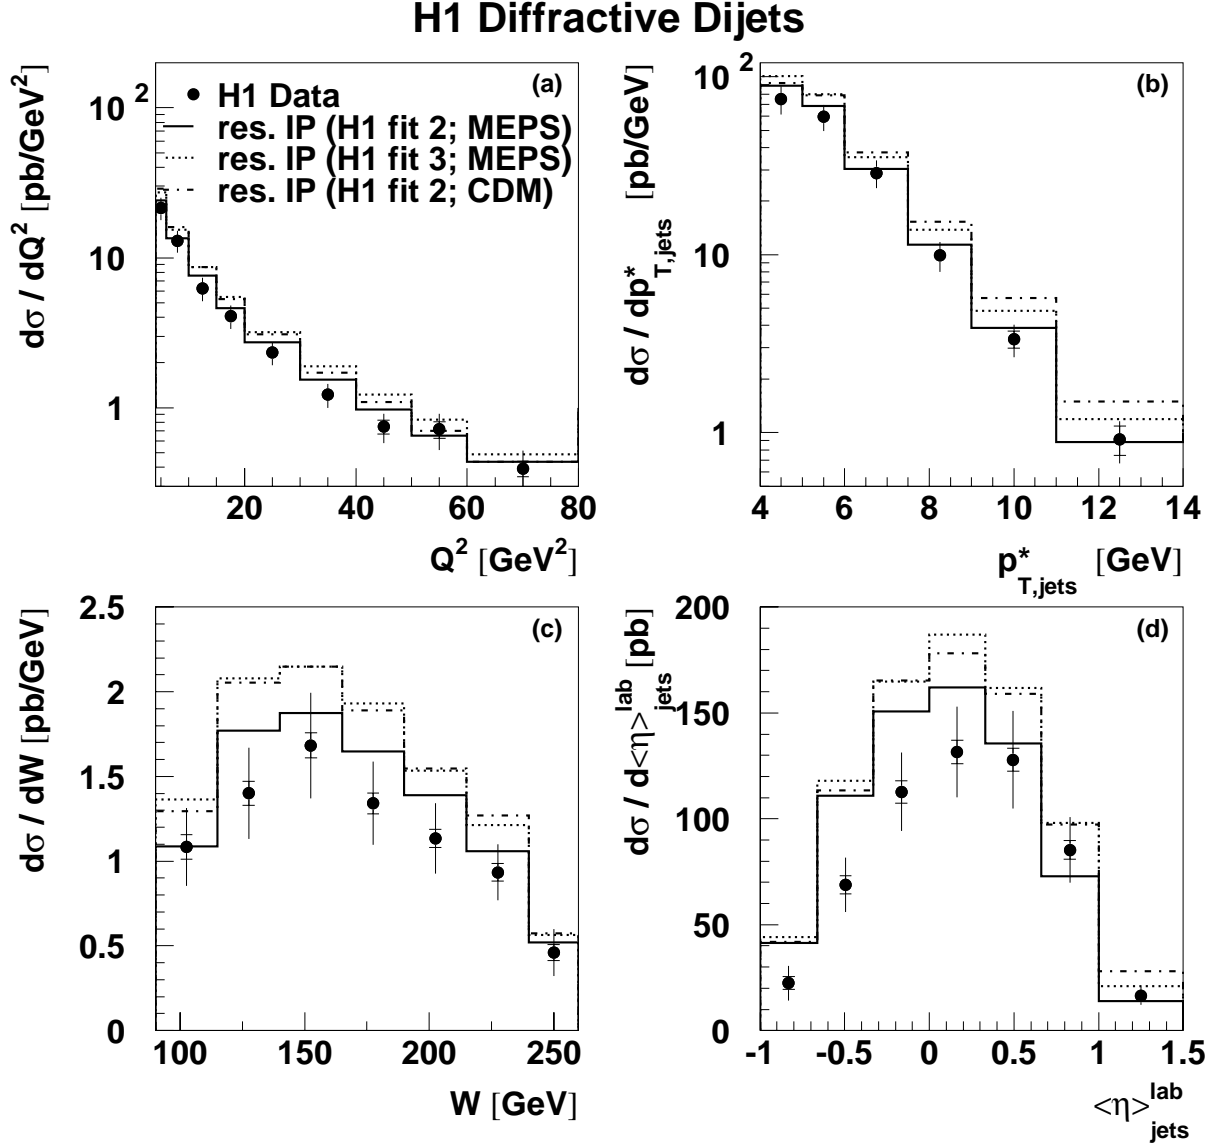 H1 Diffractive Dijets
dσ / dQ² [pb/GeV²]
10²
10
1
(a)
H1 Data
res. IP (H1 fit 2; MEPS)
res. IP (H1 fit 3; MEPS)
res. IP (H1 fit 2; CDM)
20 40 60 80
Q² [GeV²]
dσ / dp*T,jets [pb/GeV]
10²
10
1
(b)
4 6 8 10 12 14
p*T,jets [GeV]
dσ / dW [pb/GeV]
2.5
2
1.5
1
0.5
0
(c)
100 150 200 250
W [GeV]
dσ / d<η>lab jets [pb]
200
150
100
50
0
(d)
-1 -0.5 0 0.5 1 1.5
<η>lab jets